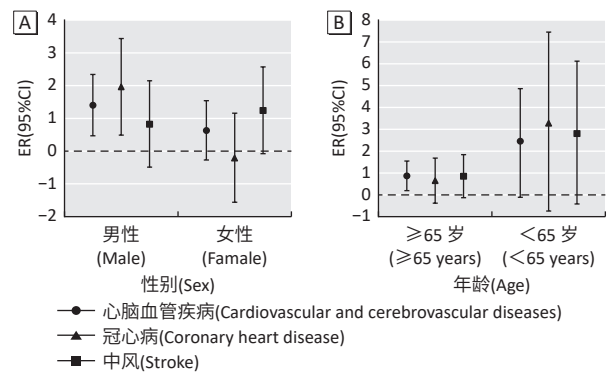 A
ER(95%CI)
4
3
2
1
0
−1
−2
男性
(Male)
女性
(Famale)
性别(Sex)
B
ER(95%CI)
8
7
6
5
4
3
2
1
0
−1
≥65 岁
(≥65 years)
<65 岁
(<65 years)
年龄(Age)
心脑血管疾病(Cardiovascular and cerebrovascular diseases)
冠心病(Coronary heart disease)
中风(Stroke)